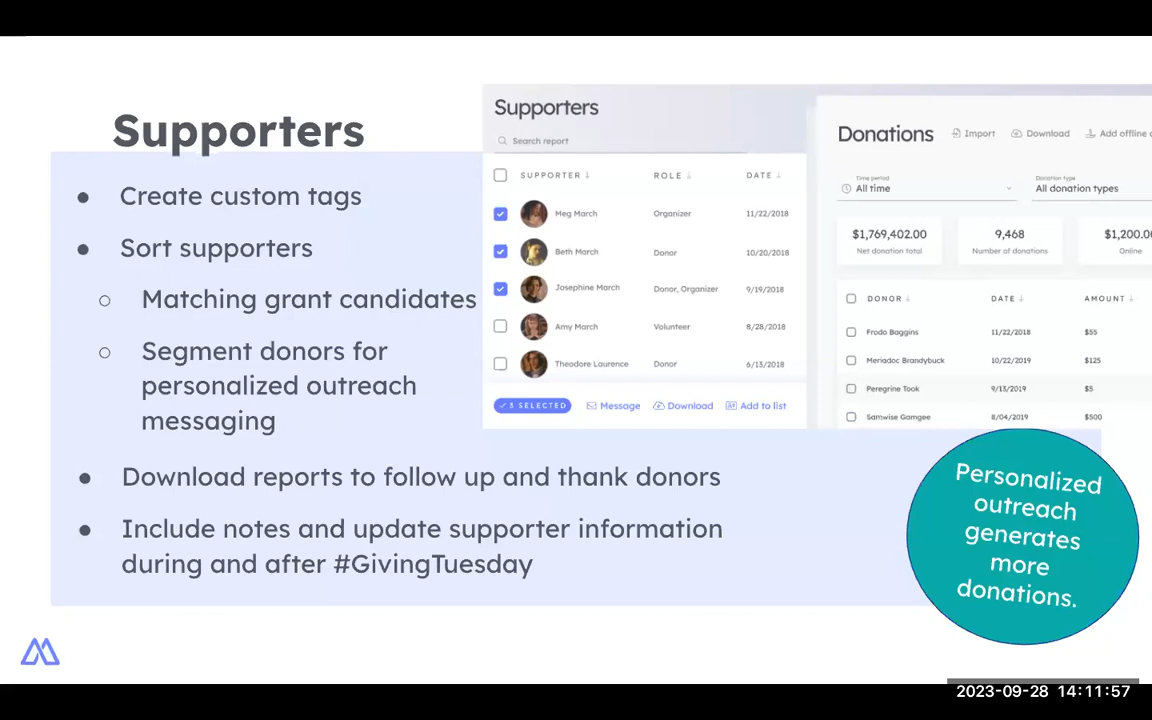 Supporters
● Create custom tags
● Sort supporters
○ Matching grant candidates
○ Segment donors for
personalized outreach
messaging
● Download reports to follow up and thank donors
● Include notes and update supporter information
during and after #GivingTuesday
Supporters
Search report
SUPPORTER ↓ ROLE ↓ DATE ↓
Meg March Organizer 11/22/2018
Beth March Donor 10/20/2018
Josephine March Donor, Organizer 9/19/2018
Amy March Volunteer 8/28/2018
Theodore Laurence Donor 6/13/2018
✓ 3 SELECTED Message Download Add to list
Donations Import Download Add offline
Time period Donation type
All time All donation types
$1,769,402.00 9,468 $1,200.0
Net donation total Number of donations Online
DONOR ↓ DATE ↓ AMOUNT ↓
Frodo Baggins 11/22/2018 $55
Meriadoc Brandybuck 10/22/2019 $125
Peregrine Took 9/13/2019 $5
Samwise Gamgee 8/04/2019 $500
Personalized
outreach
generates
more
donations.
2023-09-28 14:11:57